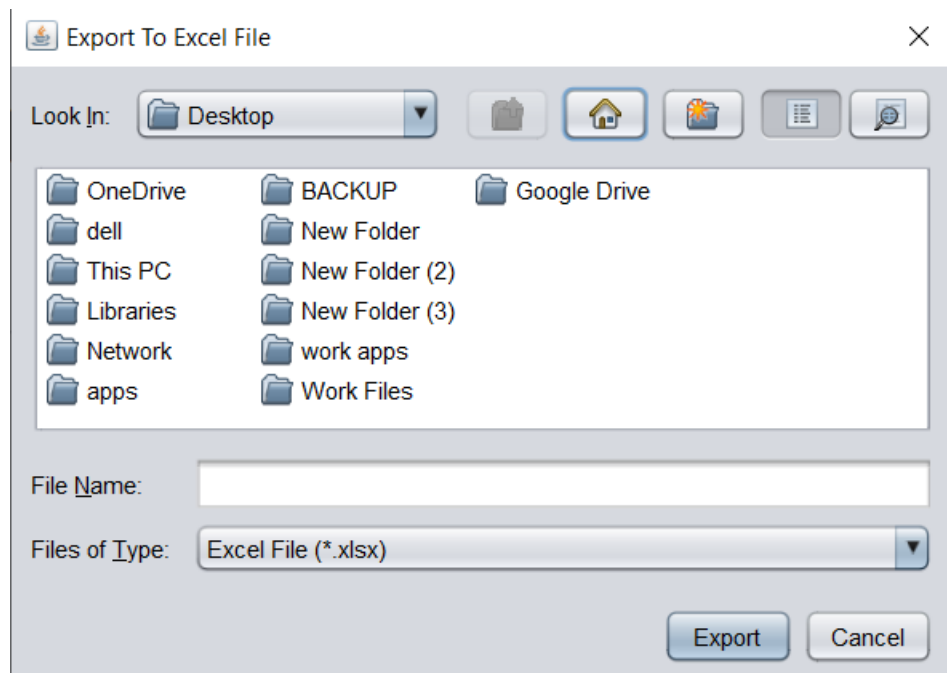 Export To Excel File
Look In: Desktop
OneDrive BACKUP Google Drive
dell New Folder
This PC New Folder (2)
Libraries New Folder (3)
Network work apps
apps Work Files
File Name:
Files of Type: Excel File (*.xlsx)
Export Cancel